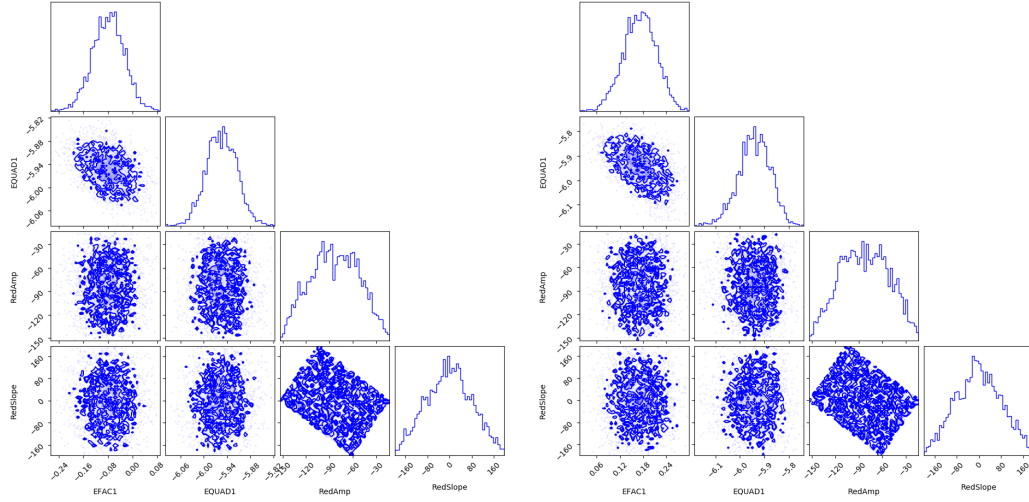 −5.82
−5.88
−5.94
−6.00
−6.06
EQUAD1
−30
−60
−90
−120
−150
RedAmp
160
80
0
−80
−160
RedSlope
−0.24 −0.16 −0.08 0.00 0.08
EFAC1
−6.06 −6.00 −5.94 −5.88 −5.82
EQUAD1
−150 −120 −90 −60 −30
RedAmp
−160 −80 0 80 160
RedSlope
−5.8
−5.9
−6.0
−6.1
EQUAD1
−30
−60
−90
−120
−150
RedAmp
160
80
0
−80
−160
RedSlope
0.06 0.12 0.18 0.24
EFAC1
−6.1 −6.0 −5.9 −5.8
EQUAD1
−150 −120 −90 −60 −30
RedAmp
−160 −80 0 80 160
RedSlope